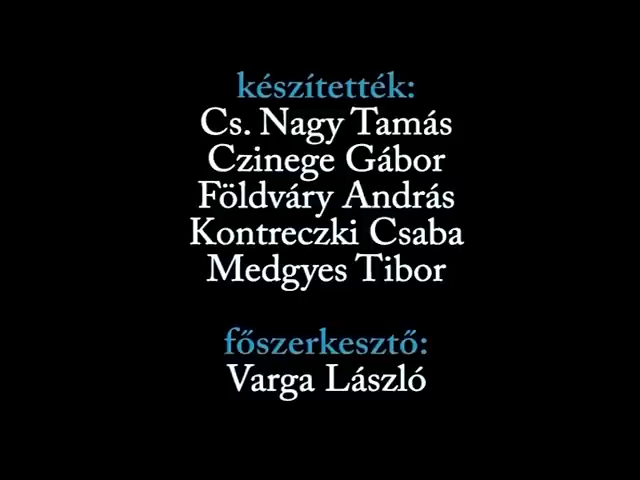 készítették:
Cs. Nagy Tamás
Czinege Gábor
Földváry András
Kontreczki Csaba
Medgyes Tibor
főszerkesztő:
Varga László